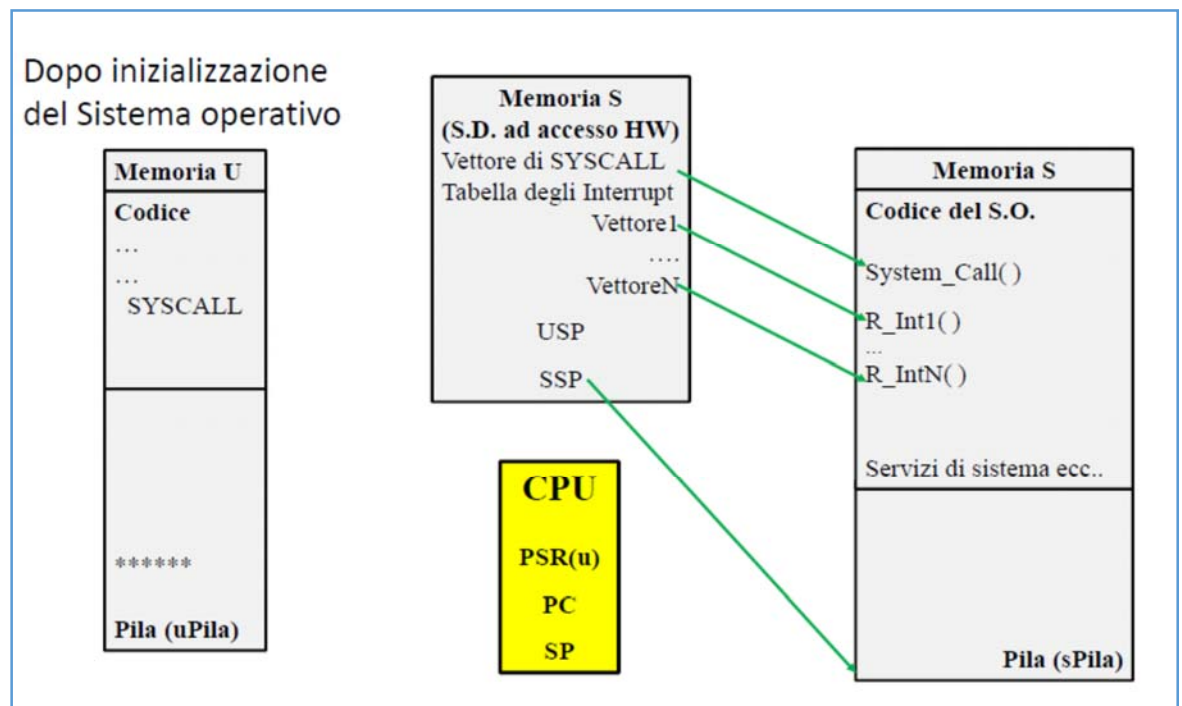 Dopo inizializzazione
del Sistema operativo
Memoria U
Codice
...
...
SYSCALL
******
Pila (uPila)
Memoria S
(S.D. ad accesso HW)
Vettore di SYSCALL
Tabella degli Interrupt
Vettore1
....
VettoreN
USP
SSP
CPU
PSR(u)
PC
SP
Memoria S
Codice del S.O.
System_Call( )
R_Int1( )
...
R_IntN( )
Servizi di sistema ecc..
Pila (sPila)